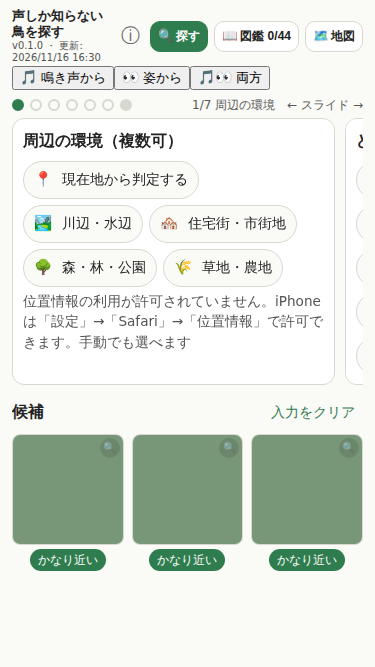 声しか知らない
鳥を探す
v0.1.0 ・ 更新:
2026/11/16 16:30
ⓘ
🔍 探す
📖 図鑑 0/44
🗺️ 地図
🎵 鳴き声から
👀 姿から
🎵👀 両方
1/7 周辺の環境 ← スライド →
周辺の環境（複数可）
📍 現在地から判定する
🏞️ 川辺・水辺
🏘️ 住宅街・市街地
🌳 森・林・公園
🌾 草地・農地
位置情報の利用が許可されていません。iPhone
は「設定」→「Safari」→「位置情報」で許可で
きます。手動でも選べます
候補
入力をクリア
かなり近い
かなり近い
かなり近い